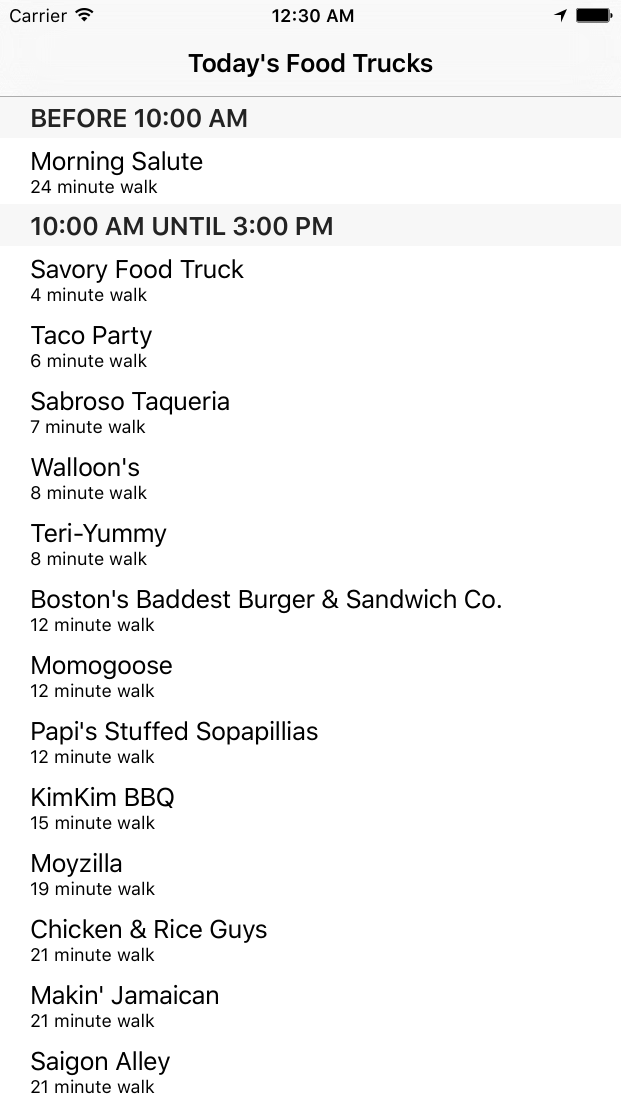 Carrier 12:30 AM
Today's Food Trucks
BEFORE 10:00 AM
Morning Salute
24 minute walk
10:00 AM UNTIL 3:00 PM
Savory Food Truck
4 minute walk
Taco Party
6 minute walk
Sabroso Taqueria
7 minute walk
Walloon's
8 minute walk
Teri-Yummy
8 minute walk
Boston's Baddest Burger & Sandwich Co.
12 minute walk
Momogoose
12 minute walk
Papi's Stuffed Sopapillias
12 minute walk
KimKim BBQ
15 minute walk
Moyzilla
19 minute walk
Chicken & Rice Guys
21 minute walk
Makin' Jamaican
21 minute walk
Saigon Alley
21 minute walk